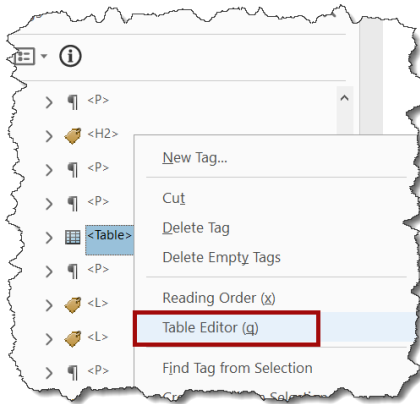 <P>
<H2>
<P>
<P>
<Table>
<P>
<L>
<L>
<P>
New Tag...
Cut
Delete Tag
Delete Empty Tags
Reading Order (x)
Table Editor (q)
Find Tag from Selection